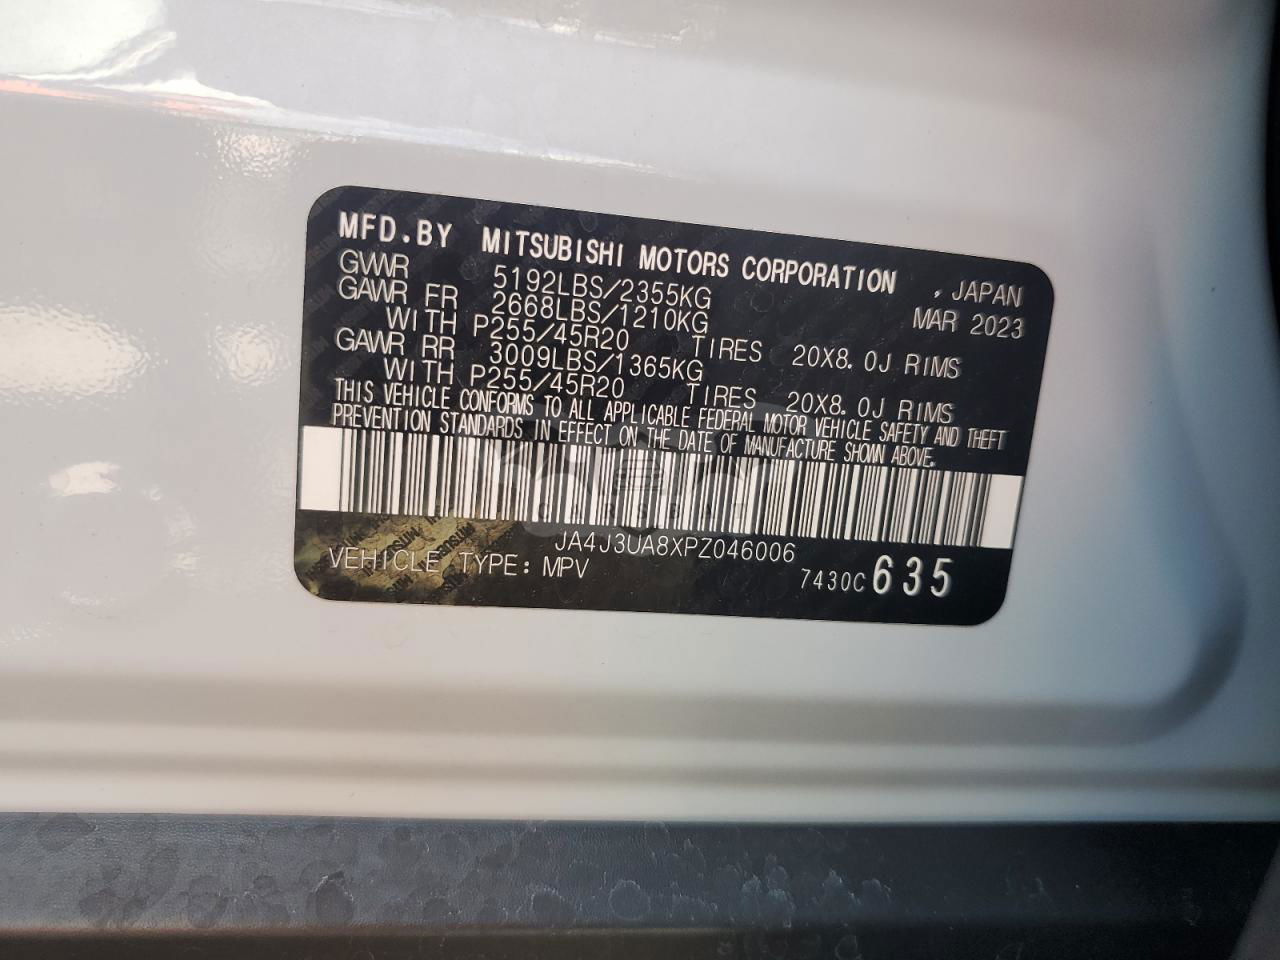 MFD.BY MITSUBISHI MOTORS CORPORATION , JAPAN
GVWR 5192LBS/2355KG MAR 2023
GAWR FR 2668LBS/1210KG
WITH P255/45R20 TIRES 20X8.0J RIMS
GAWR RR 3009LBS/1365KG
WITH P255/45R20 TIRES 20X8.0J RIMS
THIS VEHICLE CONFORMS TO ALL APPLICABLE FEDERAL MOTOR VEHICLE SAFETY AND THEFT
PREVENTION STANDARDS IN EFFECT ON THE DATE OF MANUFACTURE SHOWN ABOVE.
JA4J3UA8XPZ046006
VEHICLE TYPE: MPV 7430C 635